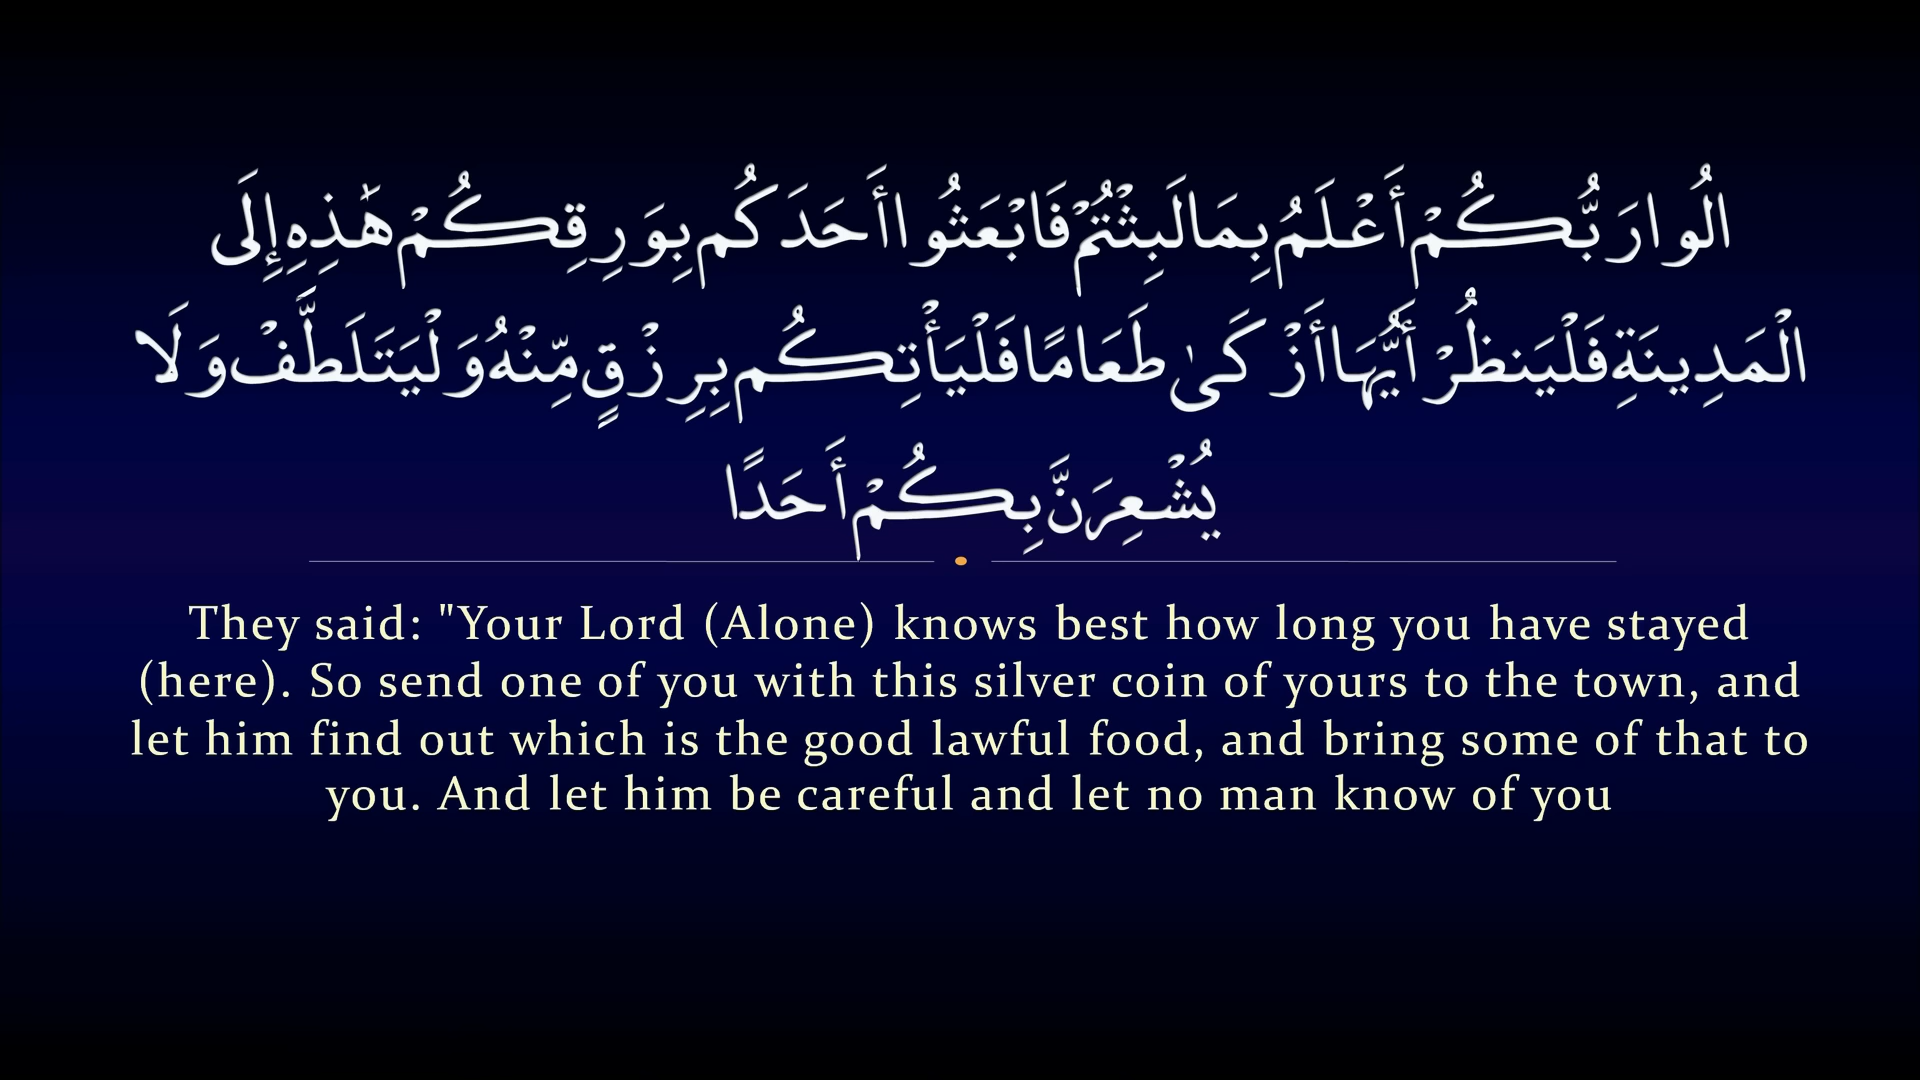 الُوا رَبُّكُمْ أَعْلَمُ بِمَا لَبِثْتُمْ فَابْعَثُوا أَحَدَكُم بِوَرِقِكُمْ هَٰذِهِ إِلَى
الْمَدِينَةِ فَلْيَنظُرْ أَيُّهَا أَزْكَىٰ طَعَامًا فَلْيَأْتِكُم بِرِزْقٍ مِّنْهُ وَلْيَتَلَطَّفْ وَلَا
يُشْعِرَنَّ بِكُمْ أَحَدًا
They said: "Your Lord (Alone) knows best how long you have stayed
(here). So send one of you with this silver coin of yours to the town, and
let him find out which is the good lawful food, and bring some of that to
you. And let him be careful and let no man know of you